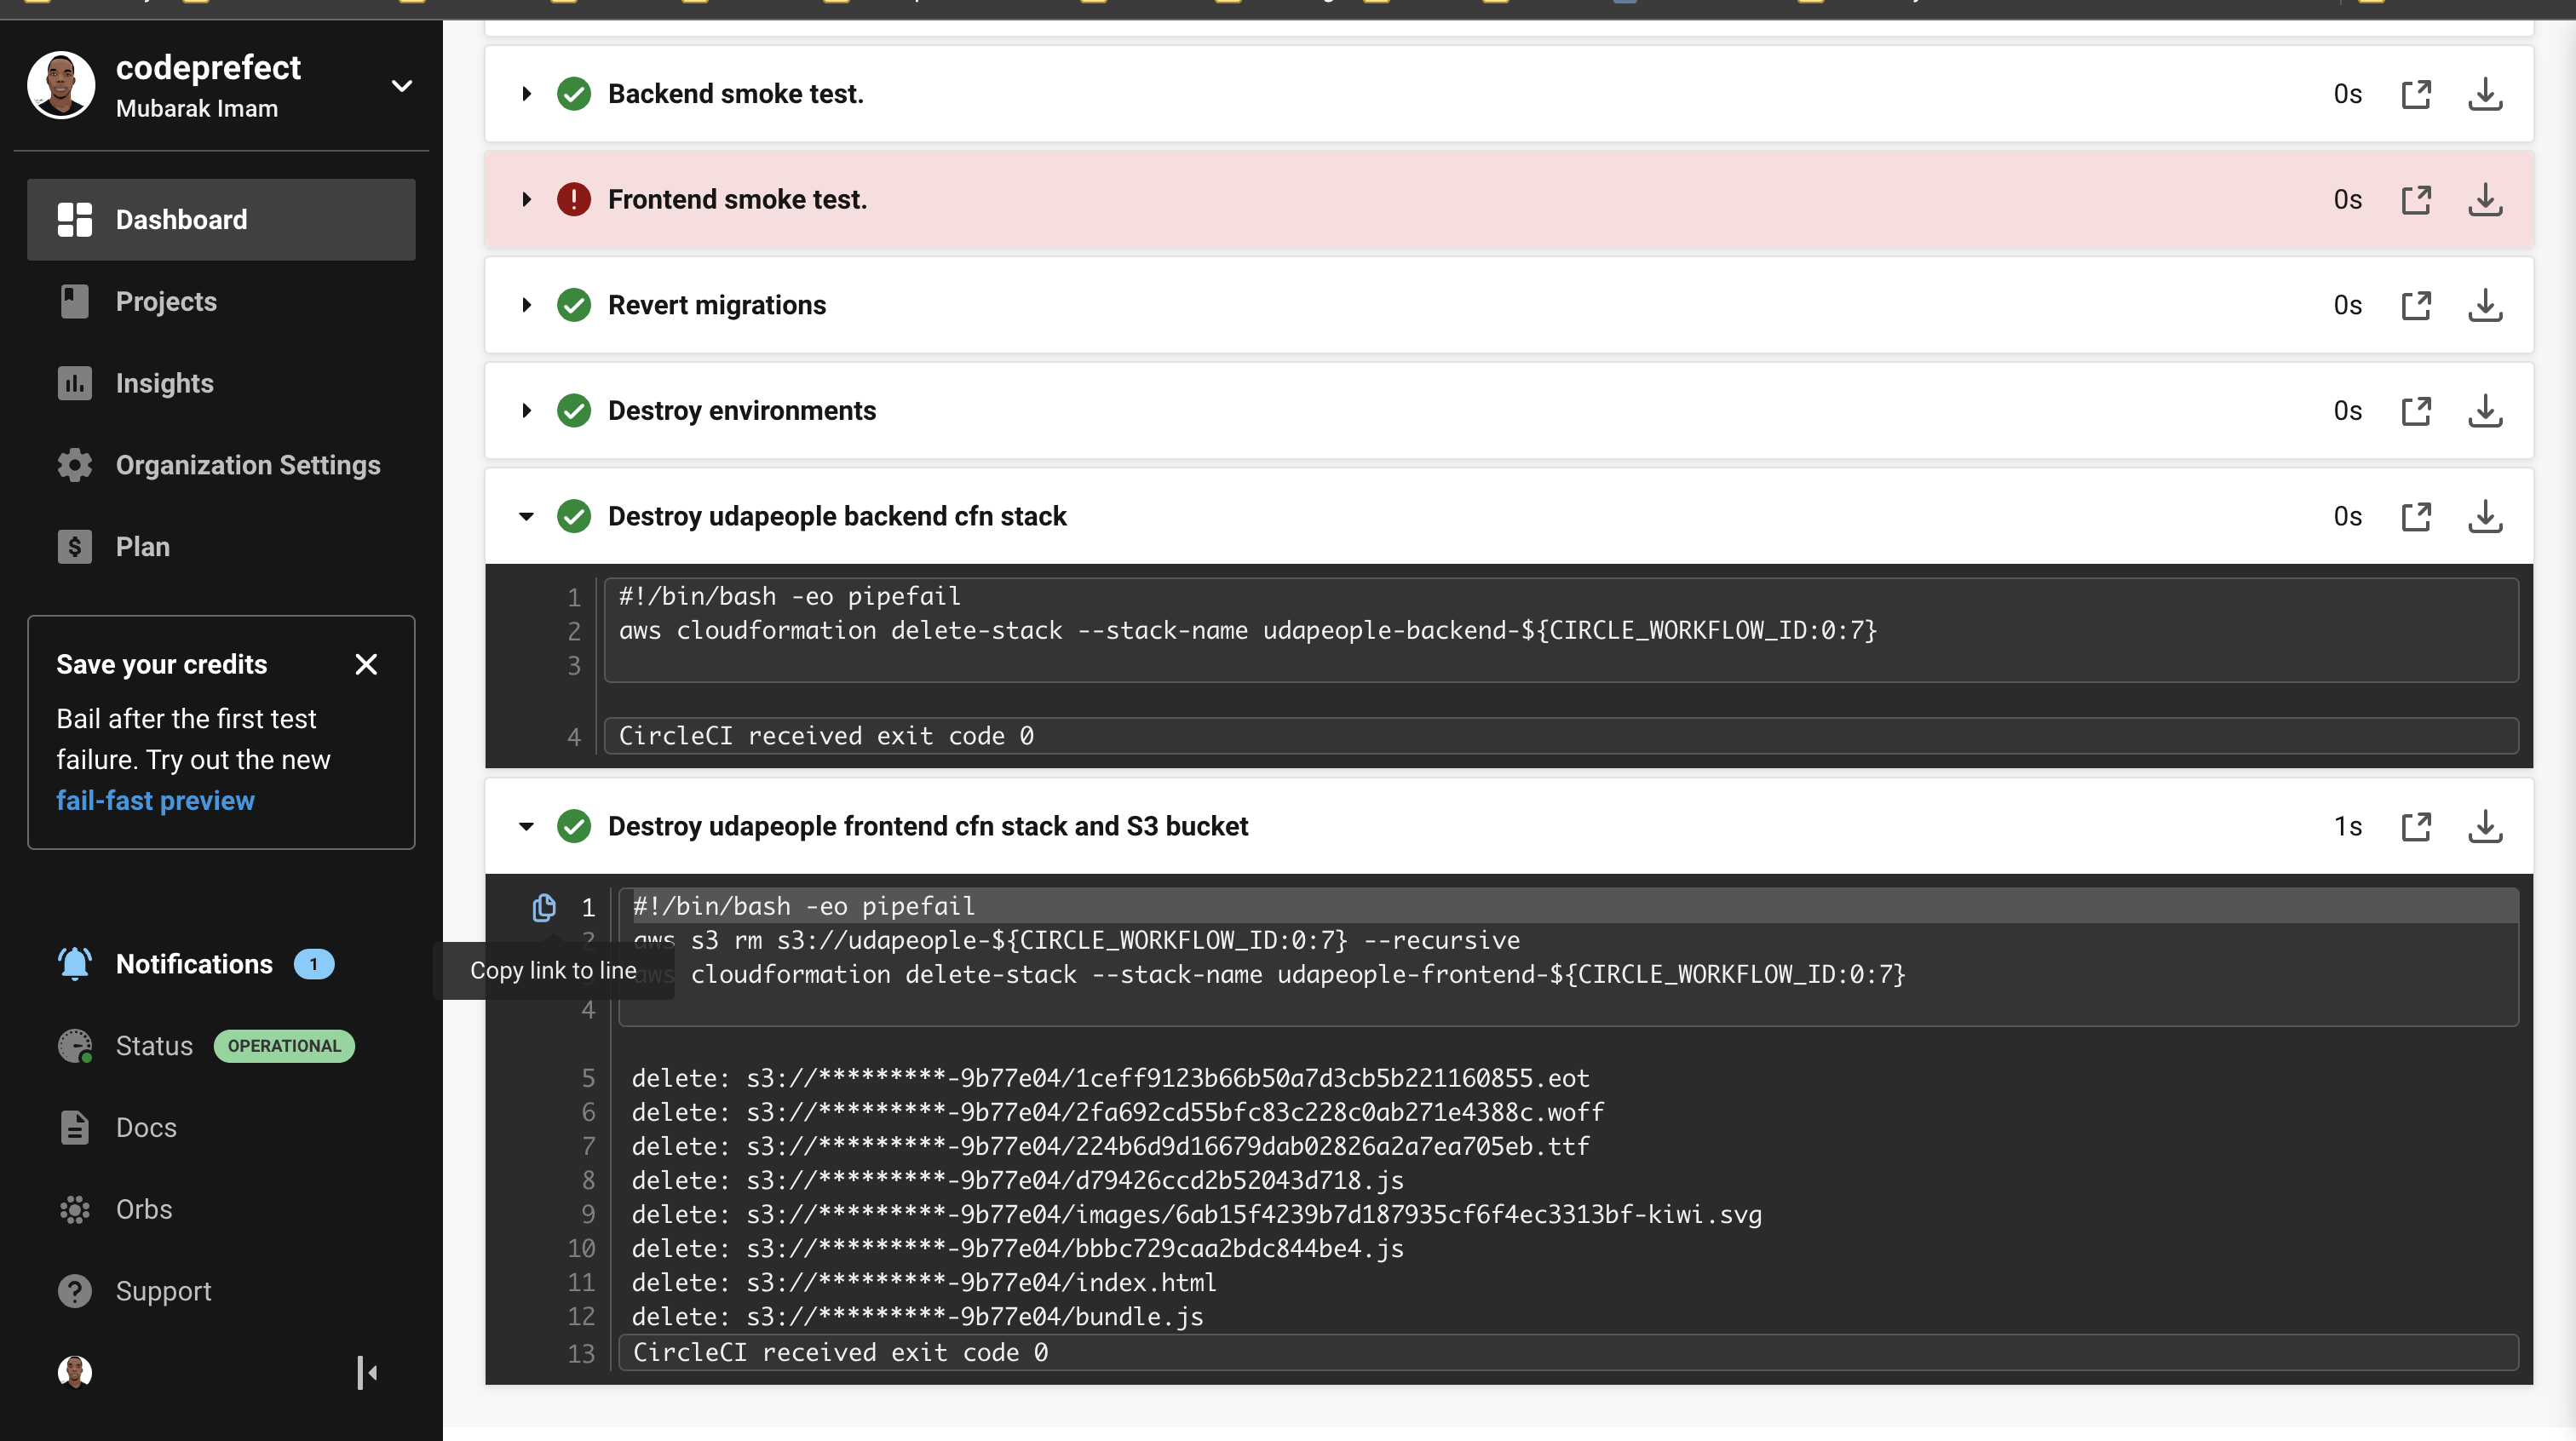 codeprefect
Mubarak Imam
Dashboard
Projects
Insights
Organization Settings
Plan
Save your credits
Bail after the first test
failure. Try out the new
fail-fast preview
Notifications 1
Status OPERATIONAL
Docs
Orbs
Support
Backend smoke test. 0s
Frontend smoke test. 0s
Revert migrations 0s
Destroy environments 0s
Destroy udapeople backend cfn stack 0s
1 #!/bin/bash -eo pipefail
2 aws cloudformation delete-stack --stack-name udapeople-backend-${CIRCLE_WORKFLOW_ID:0:7}
3
4 CircleCI received exit code 0
Destroy udapeople frontend cfn stack and S3 bucket 1s
1 #!/bin/bash -eo pipefail
2 aws s3 rm s3://udapeople-${CIRCLE_WORKFLOW_ID:0:7} --recursive
Copy link to line
aws cloudformation delete-stack --stack-name udapeople-frontend-${CIRCLE_WORKFLOW_ID:0:7}
4
5 delete: s3://*********-9b77e04/1ceff9123b66b50a7d3cb5b221160855.eot
6 delete: s3://*********-9b77e04/2fa692cd55bfc83c228c0ab271e4388c.woff
7 delete: s3://*********-9b77e04/224b6d9d16679dab02826a2a7ea705eb.ttf
8 delete: s3://*********-9b77e04/d79426ccd2b52043d718.js
9 delete: s3://*********-9b77e04/images/6ab15f4239b7d187935cf6f4ec3313bf-kiwi.svg
10 delete: s3://*********-9b77e04/bbbc729caa2bdc844be4.js
11 delete: s3://*********-9b77e04/index.html
12 delete: s3://*********-9b77e04/bundle.js
13 CircleCI received exit code 0